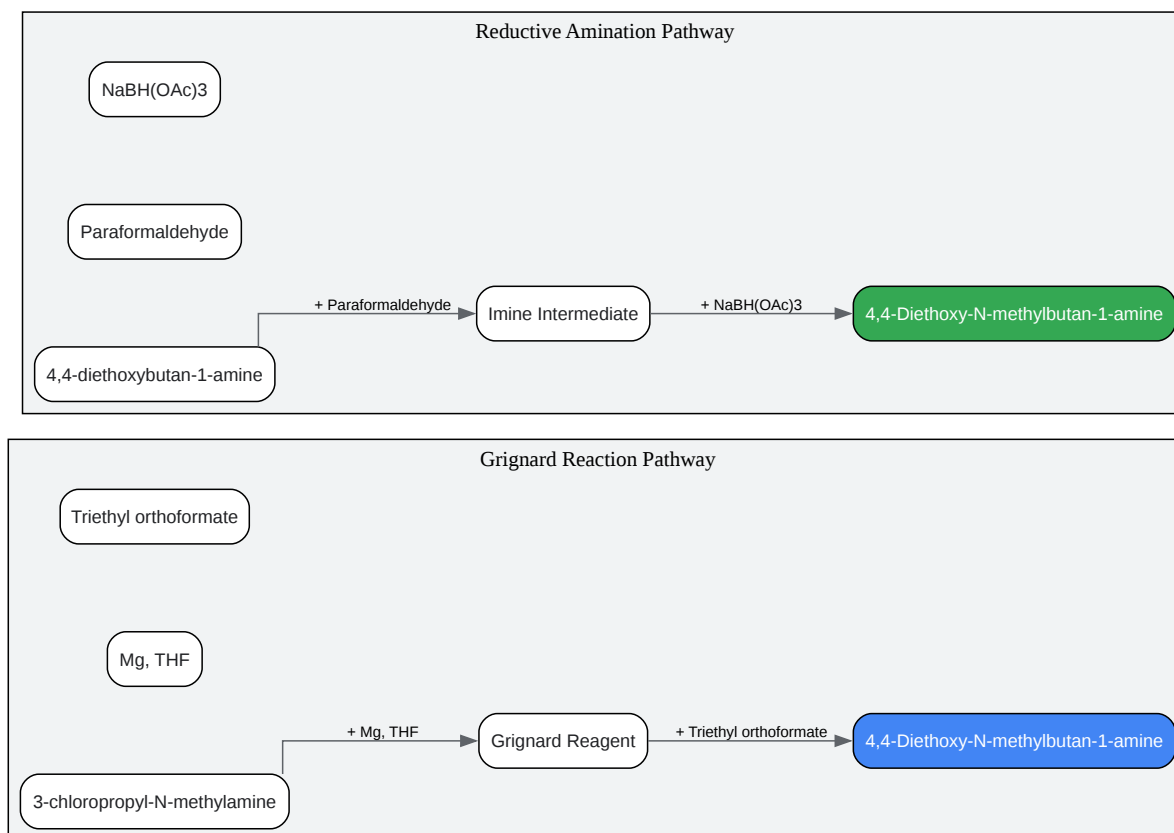 Reductive Amination Pathway
NaBH(OAc)3
Paraformaldehyde
+ Paraformaldehyde
+ NaBH(OAc)3
Imine Intermediate
4,4-Diethoxy-N-methylbutan-1-amine
4,4-diethoxybutan-1-amine
Grignard Reaction Pathway
Triethyl orthoformate
Mg, THF
+ Mg, THF
+ Triethyl orthoformate
Grignard Reagent
4,4-Diethoxy-N-methylbutan-1-amine
3-chloropropyl-N-methylamine